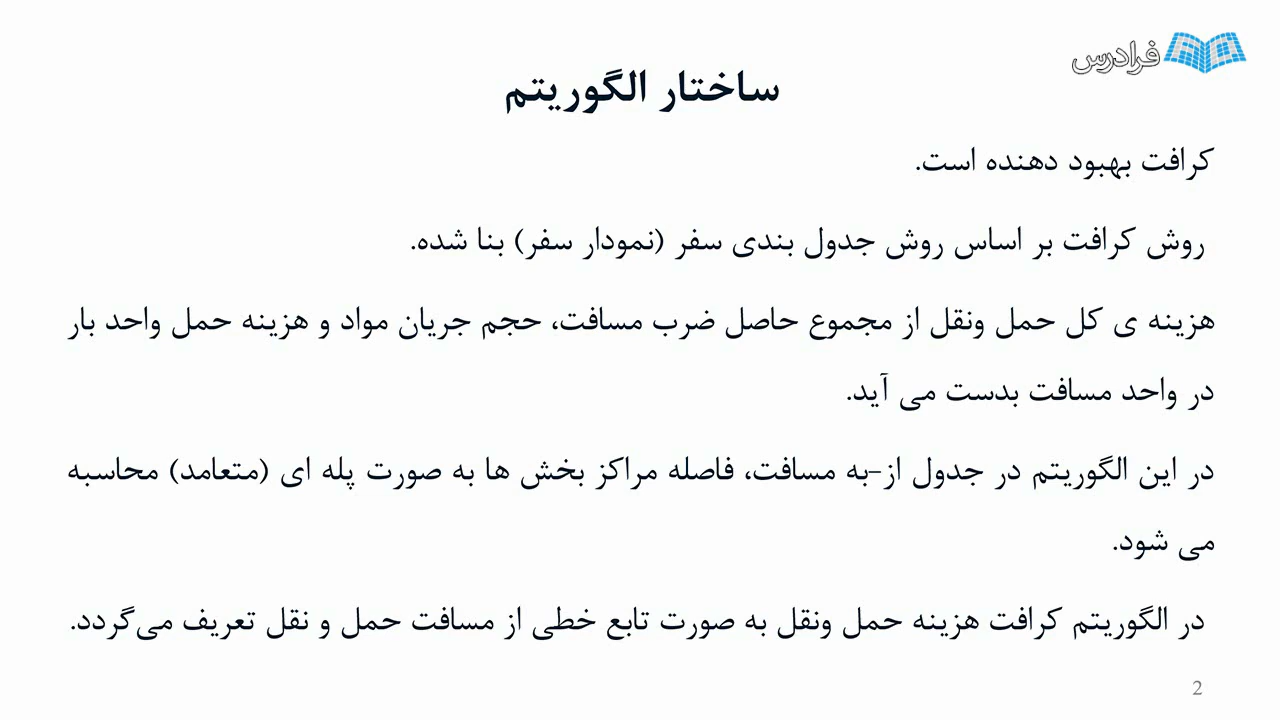 فرادرس
ساختار الگوریتم
کرافت بهبود دهنده است.
روش کرافت بر اساس روش جدول بندی سفر (نمودار سفر) بنا شده.
هزینه ی کل حمل ونقل از مجموع حاصل ضرب مسافت، حجم جریان مواد و هزینه حمل واحد بار
در واحد مسافت بدست می آید.
در این الگوریتم در جدول از-به مسافت، فاصله مراکز بخش ها به صورت پله ای (متعامد) محاسبه
می شود.
در الگوریتم کرافت هزینه حمل ونقل به صورت تابع خطی از مسافت حمل و نقل تعریف می‌گردد.
2